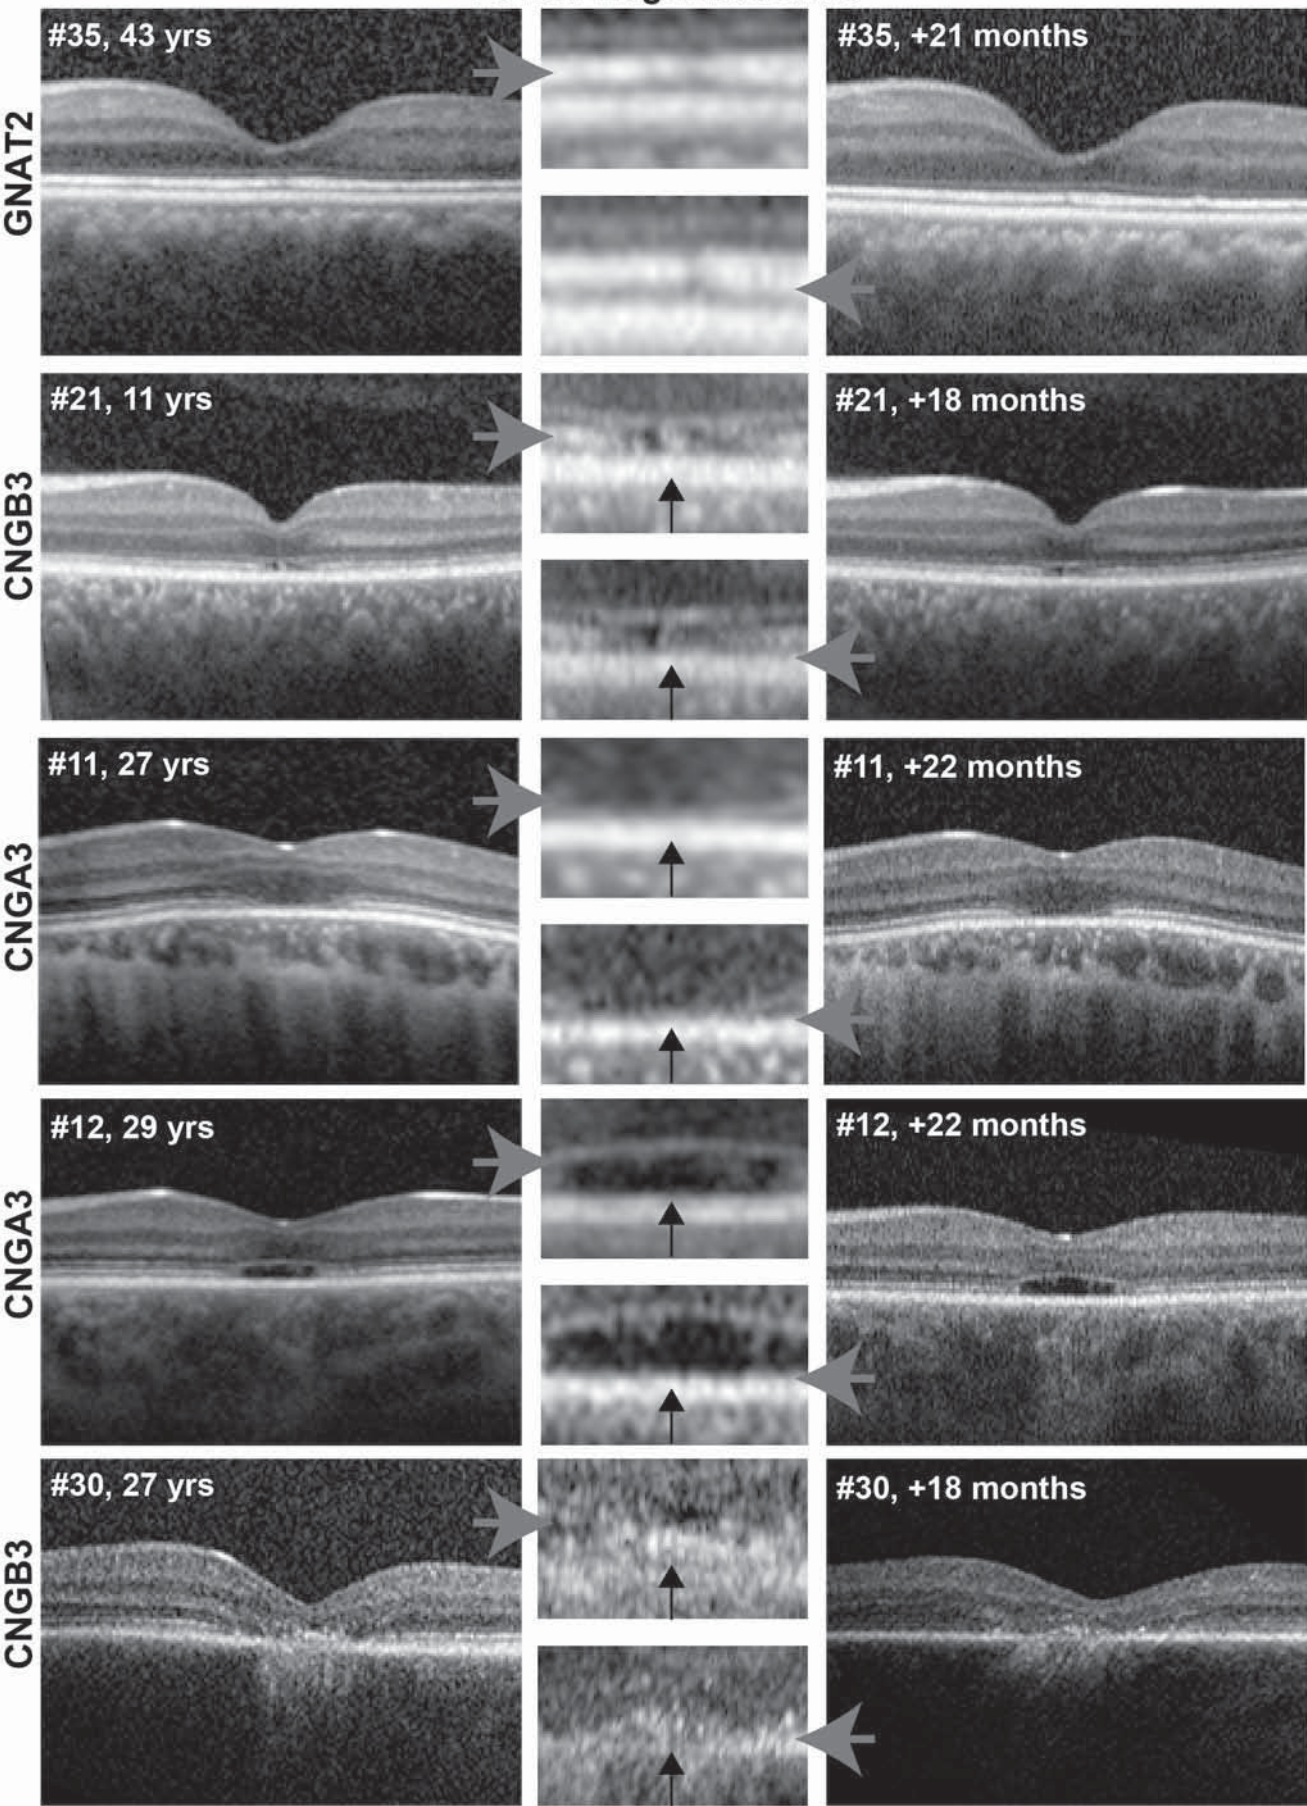 GNAT2
#35, 43 yrs
#35, +21 months
CNGB3
#21, 11 yrs
#21, +18 months
CNGA3
#11, 27 yrs
#11, +22 months
CNGA3
#12, 29 yrs
#12, +22 months
CNGB3
#30, 27 yrs
#30, +18 months